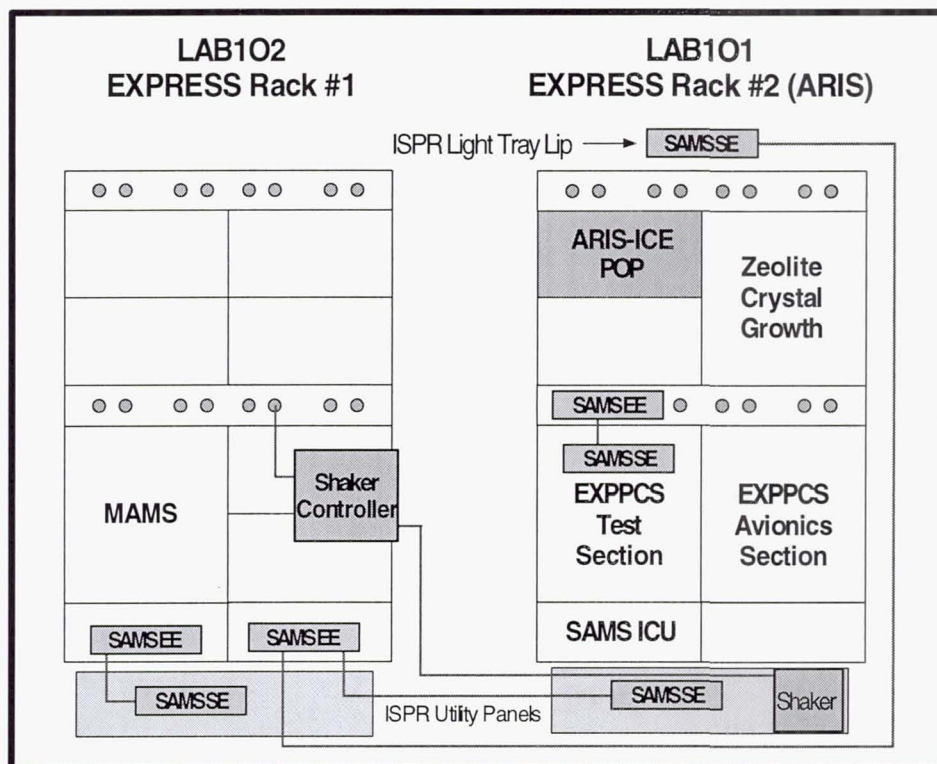 LAB1O2
EXPRESS Rack #1
LAB1O1
EXPRESS Rack #2 (ARIS)
ISPR Light Tray Lip
SAMSSE
ARIS-ICE
POP
Zeolite
Crystal
Growth
MAMS
Shaker
Controller
SAMSEE
SAMSSE
EXPPCS
Test
Section
EXPPCS
Avionics
Section
SAMSEE
SAMSEE
SAMS ICU
SAMSSE
ISPR Utility Panels
SAMSSE
Shaker